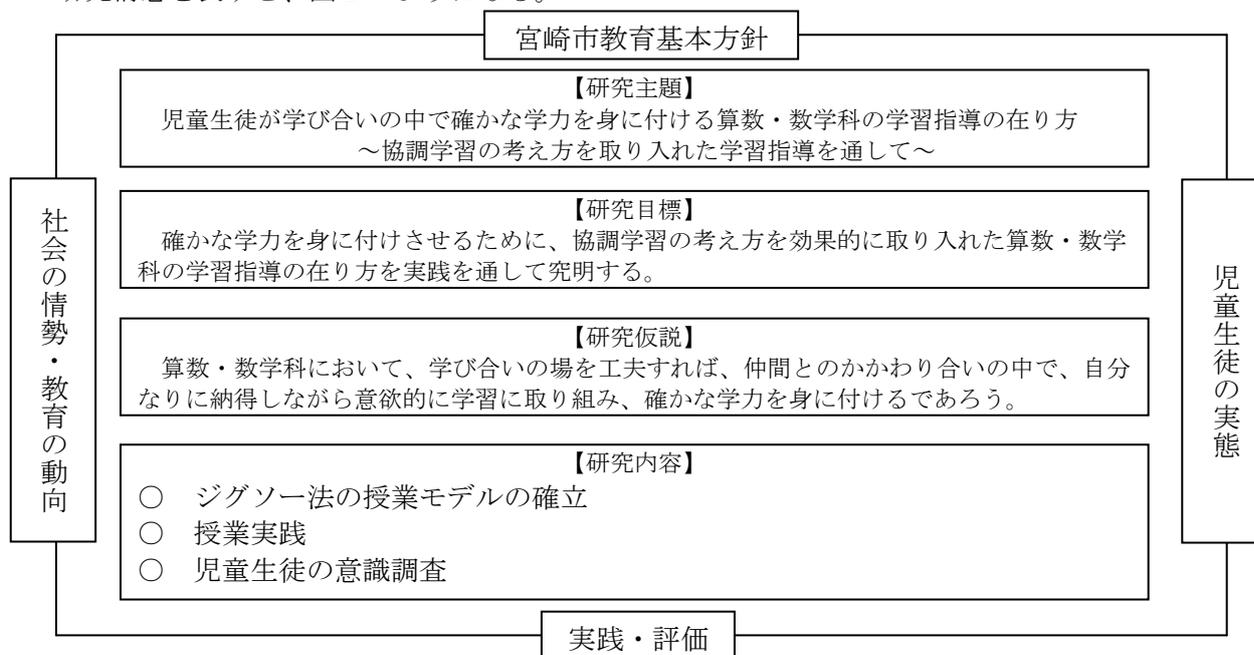 宮崎市教育基本方針
【研究主題】
児童生徒が学び合いの中で確かな学力を身に付ける算数・数学科の学習指導の在り方
～協調学習の考え方を取り入れた学習指導を通して～
【研究目標】
確かな学力を身に付けさせるために、協調学習の考え方を効果的に取り入れた算数・数学
科の学習指導の在り方を実践を通して究明する。
【研究仮説】
算数・数学科において、学び合いの場を工夫すれば、仲間とのかかわり合いの中で、自分
なりに納得しながら意欲的に学習に取り組み、確かな学力を身に付けるであろう。
【研究内容】
○ ジグソー法の授業モデルの確立
○ 授業実践
○ 児童生徒の意識調査
社会の情勢・教育の動向
児童生徒の実態
実践・評価